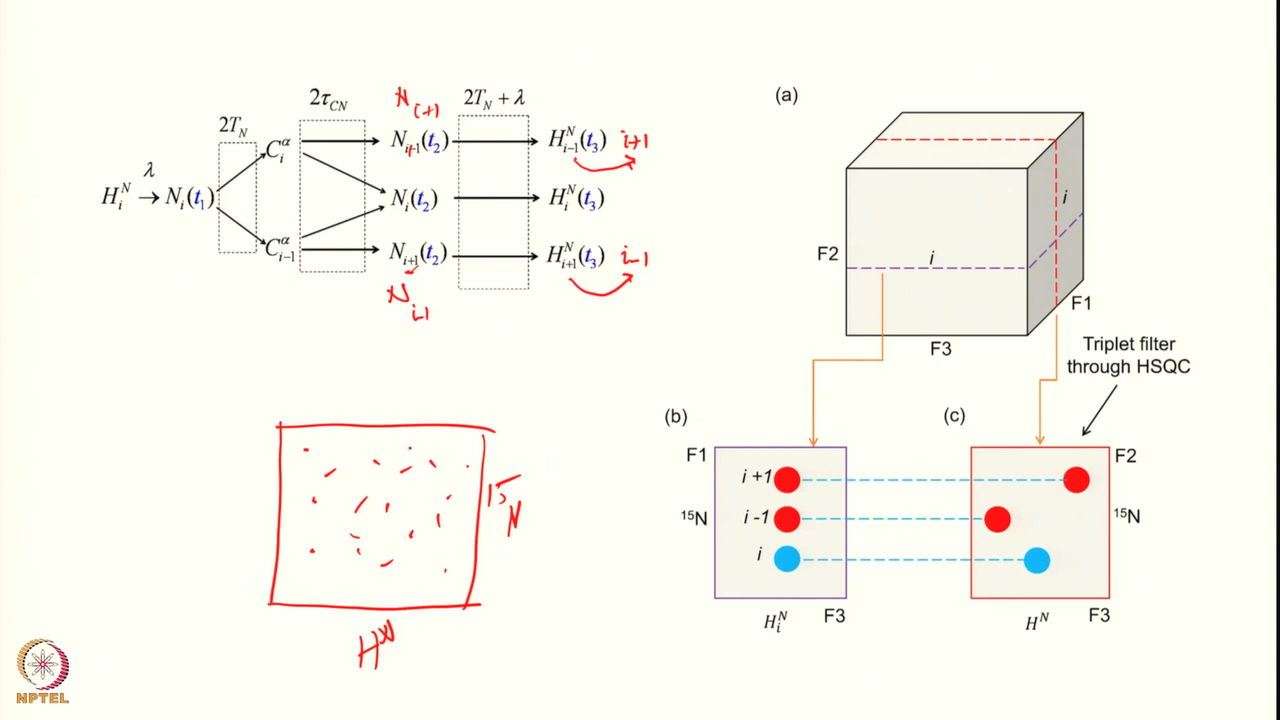 (a)
2τ_CN
N_{i+1}
2T_N + λ
2T_N
C_i^α
N_{i-1}(t_2)
H_{i-1}^N(t_3)
i+1
λ
H_i^N → N_i(t_1)
N_i(t_2)
H_i^N(t_3)
i
C_{i-1}^α
N_{i+1}(t_2)
H_{i+1}^N(t_3)
i-1
N_{i-1}
F2
i
F1
F3
Triplet filter
through HSQC
(b)
(c)
F1
i +1
F2
15N
^15N
i -1
^15N
i
H_i^N
F3
H^N
F3
H^N
NPTEL